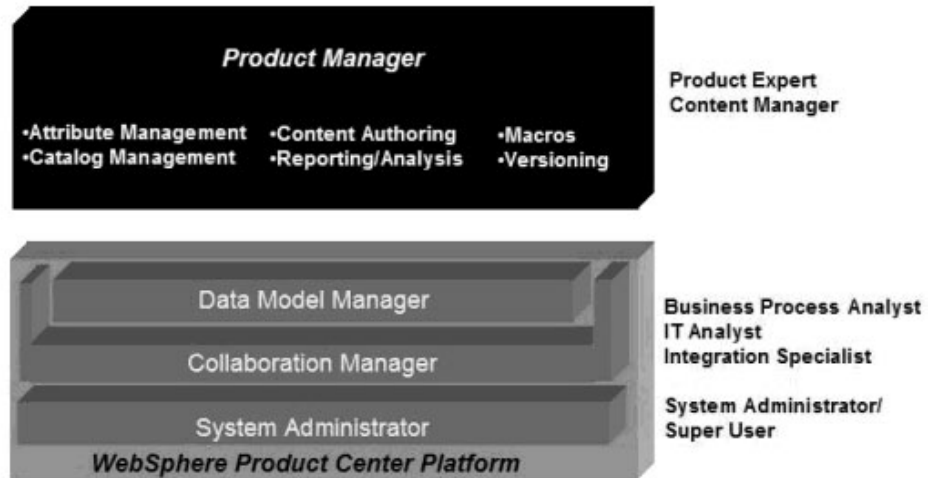 Product Manager
•Attribute Management •Content Authoring •Macros
•Catalog Management •Reporting/Analysis •Versioning
Product Expert
Content Manager
Data Model Manager
Collaboration Manager
Business Process Analyst
IT Analyst
Integration Specialist
System Administrator
System Administrator/
Super User
WebSphere Product Center Platform